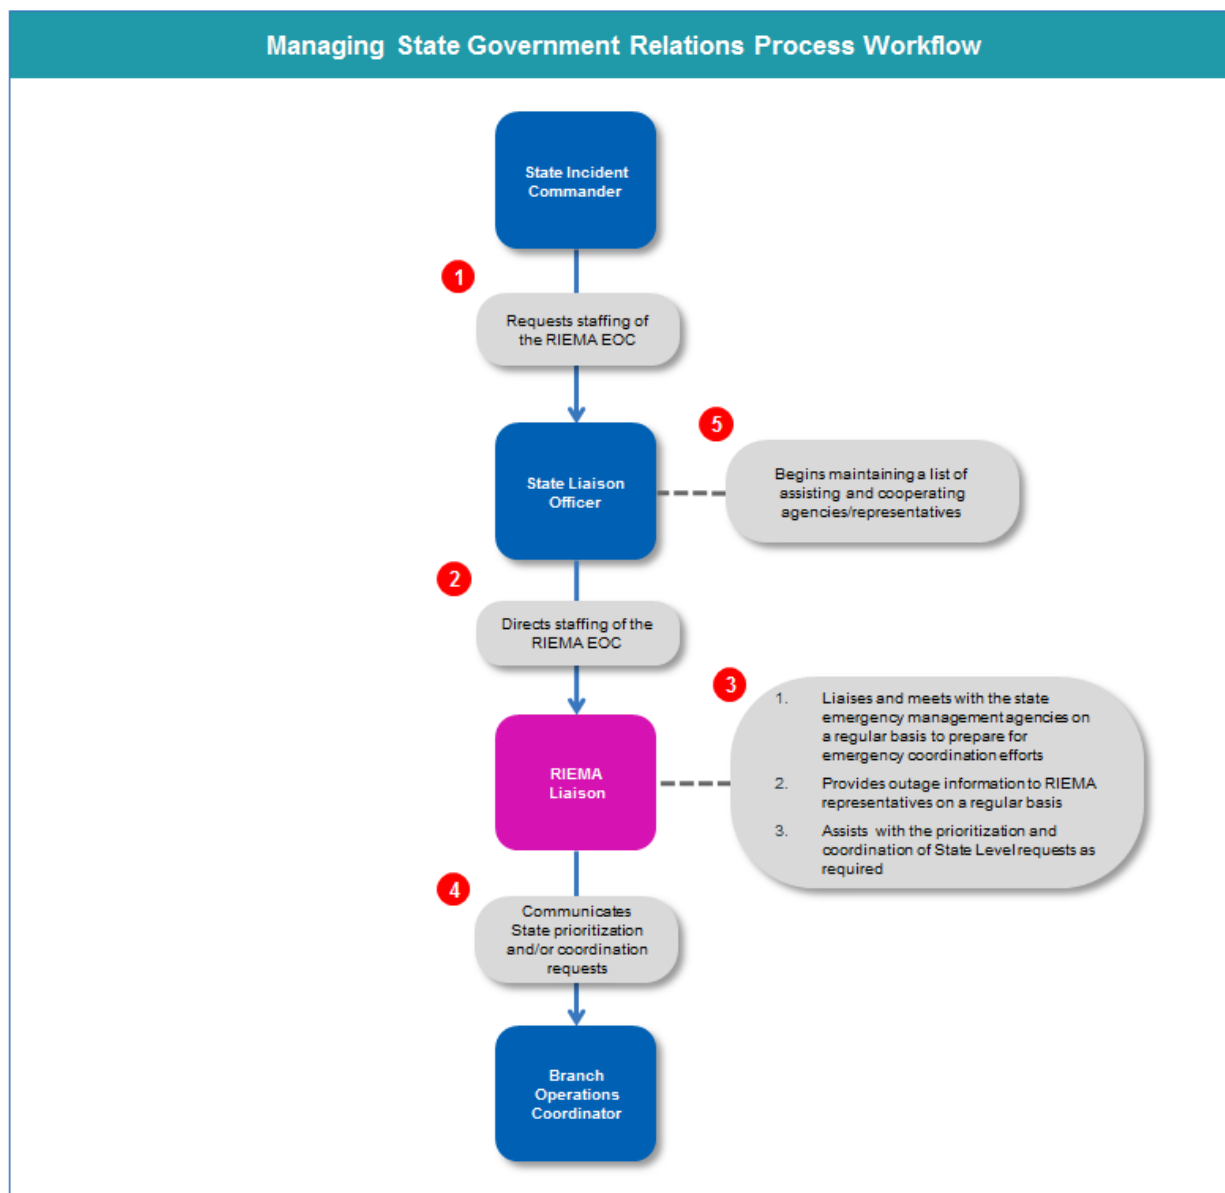 Managing State Government Relations Process Workflow
State Incident
Commander
1
Requests staffing of
the RIEMA EOC
5
State Liaison
Officer
Begins maintaining a list of
assisting and cooperating
agencies/representatives
2
Directs staffing of the
RIEMA EOC
3
1. Liaises and meets with the state
emergency management agencies on
a regular basis to prepare for
emergency coordination efforts
2. Provides outage information to RIEMA
representatives on a regular basis
3. Assists with the prioritization and
coordination of State Level requests as
required
RIEMA
Liaison
4
Communicates
State prioritization
and/or coordination
requests
Branch
Operations
Coordinator